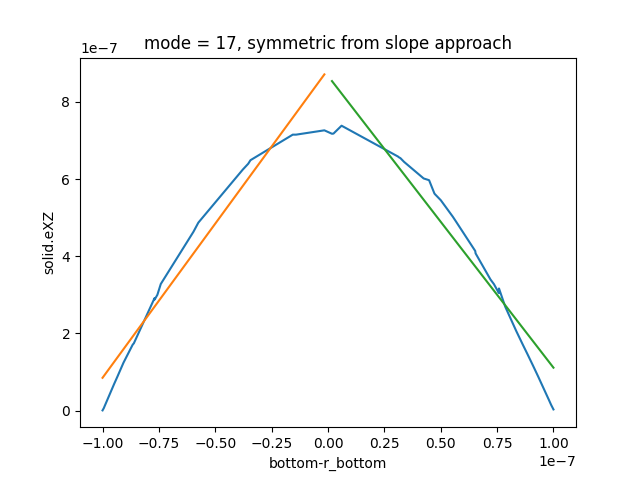 mode = 17, symmetric from slope approach
1e−7
8
6
4
2
0
solid.eXZ
−1.00 −0.75 −0.50 −0.25 0.00 0.25 0.50 0.75 1.00
1e−7
bottom-r_bottom